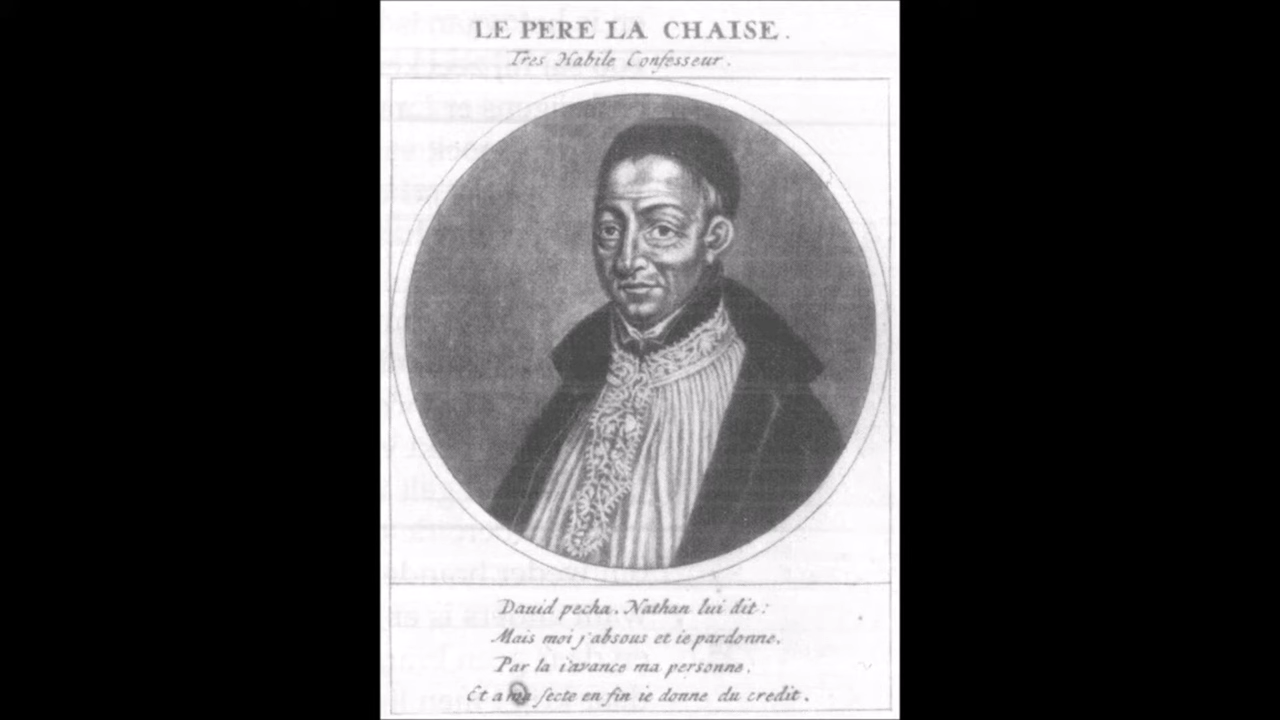 LE PERE LA CHAISE.
Tres Habile Confesseur.
Dauid pecha. Nathan lui dit:
Mais moi j'absous et ie pardonne.
Par la i'avance ma personne.
Et a ma secte en fin ie donne du credit.